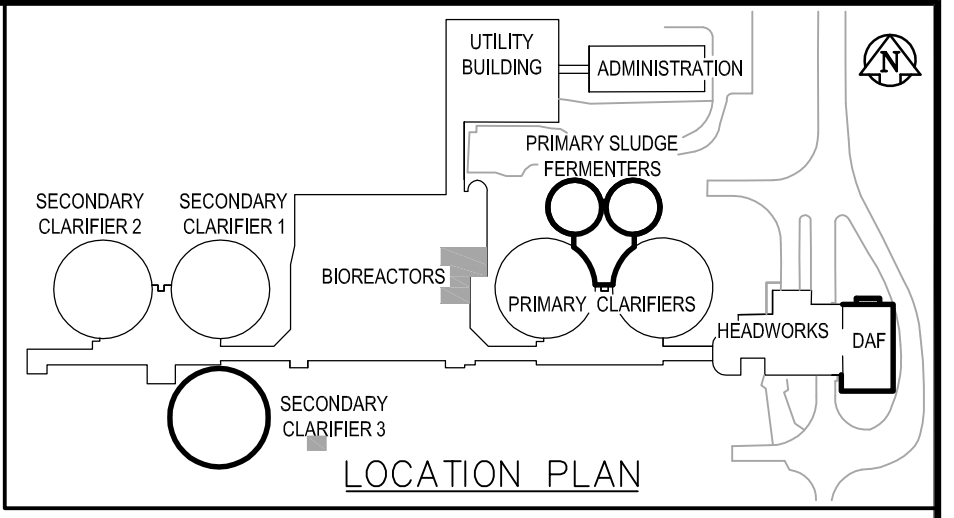 UTILITY
BUILDING
ADMINISTRATION
N
PRIMARY SLUDGE
FERMENTERS
SECONDARY
CLARIFIER 2
SECONDARY
CLARIFIER 1
BIOREACTORS
PRIMARY CLARIFIERS
HEADWORKS
DAF
SECONDARY
CLARIFIER 3
LOCATION PLAN